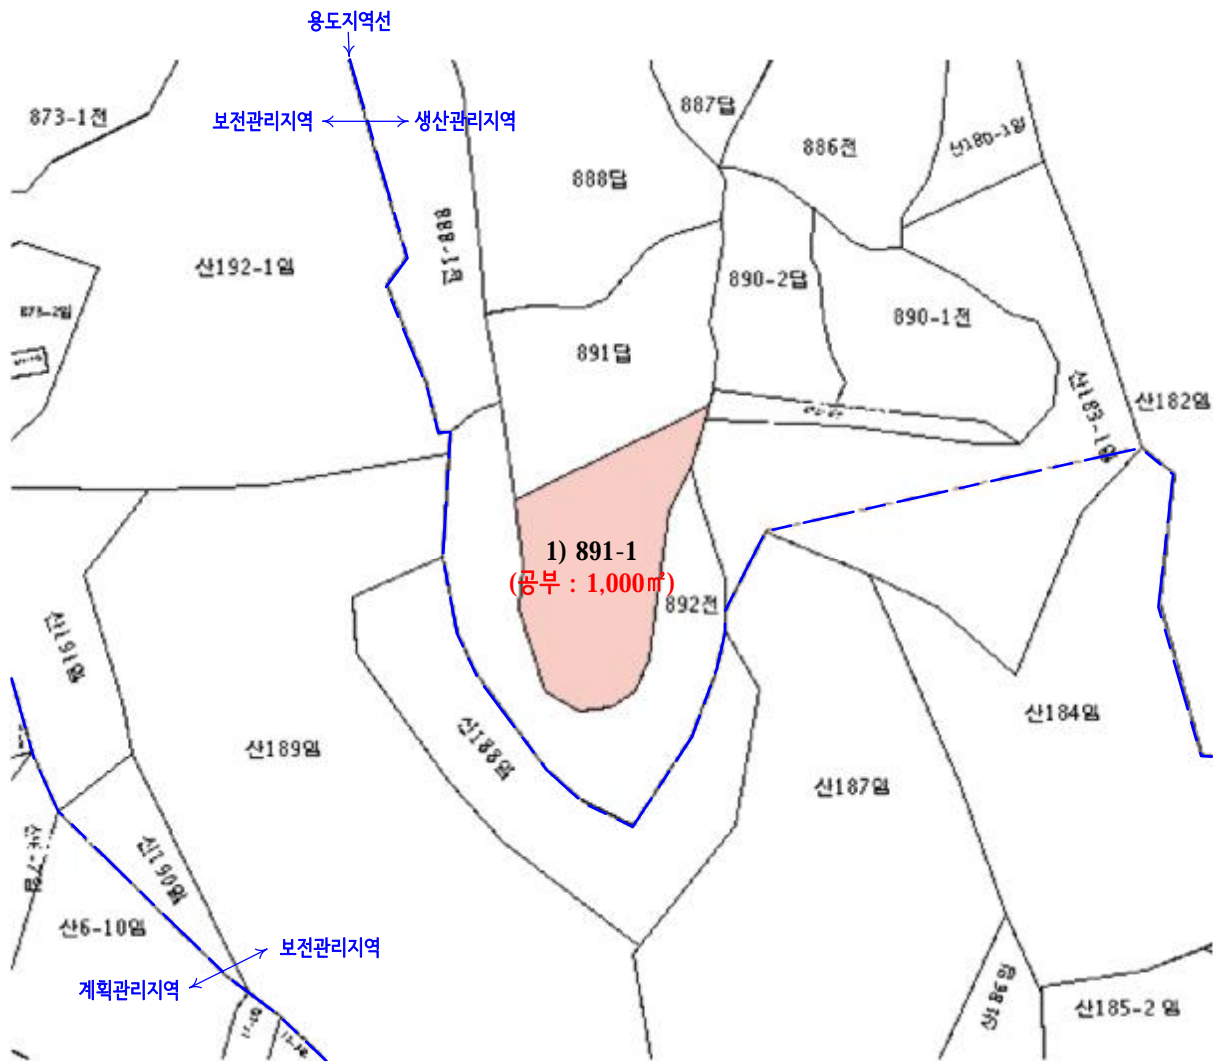 용도지역선
보전관리지역
생산관리지역
887답
873-1전
886전
산180-1임
888답
888-1전
산192-1임
890-2답
873-2임
890-1전
891답
산183-1임
산182임
1) 891-1
(공부 : 1,000㎡)
892전
산191임
산184임
산189임
산188임
산187임
산190임
산6-10임
보전관리지역
계획관리지역
산186임
산185-2 임